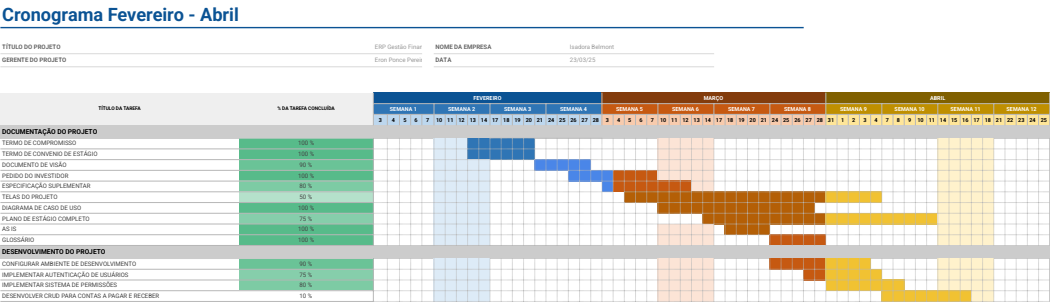 Cronograma Fevereiro - Abril
TÍTULO DO PROJETO ERP Gestão Finar NOME DA EMPRESA Isadora Belmont
GERENTE DO PROJETO Econ Ponca Perei DATA 23/03/25
FEVEREIRO MARÇO ABRIL
TÍTULO DA TAREFA % DA TAREFA CONCLUÍDA SEMANA 1 SEMANA 2 SEMANA 3 SEMANA 4 SEMANA 5 SEMANA 6 SEMANA 7 SEMANA 8 SEMANA 9 SEMANA 10 SEMANA 11 SEMANA 12
3 4 5 6 7 10 11 12 13 14 17 18 19 20 20 21 24 25 26 27 28 3 4 5 6 7 10 11 12 13 14 17 18 19 20 21 24 25 26 27 28 31 1 2 3 4 7 8 9 10 11 14 15 16 17 18 21 22 23 24 25
DOCUMENTAÇÃO DO PROJETO
TERMO DE COMPROMISSO 100 %
TERMO DE CONVENIO DE ESTÁGIO 100 %
DOCUMENTO DE VISÃO 90 %
PEDIDO DO INVESTIDOR 100 %
ESPECIFICAÇÃO SUPLEMENTAR 80 %
TELAS DO PROJETO 50 %
DIAGRAMA DE CASO DE USO 100 %
PLANO DE ESTÁGIO COMPLETO 75 %
AS IS 100 %
GLOSSÁRIO 100 %
DESENVOLVIMENTO DO PROJETO
CONFIGURAR AMBIENTE DE DESENVOLVIMENTO 90 %
IMPLEMENTAR AUTENTICAÇÃO DE USUÁRIOS 75 %
IMPLEMENTAR SISTEMA DE PERMISSÕES 80 %
DESENVOLVER CRUD PARA CONTAS A PAGAR E RECEBER 10 %